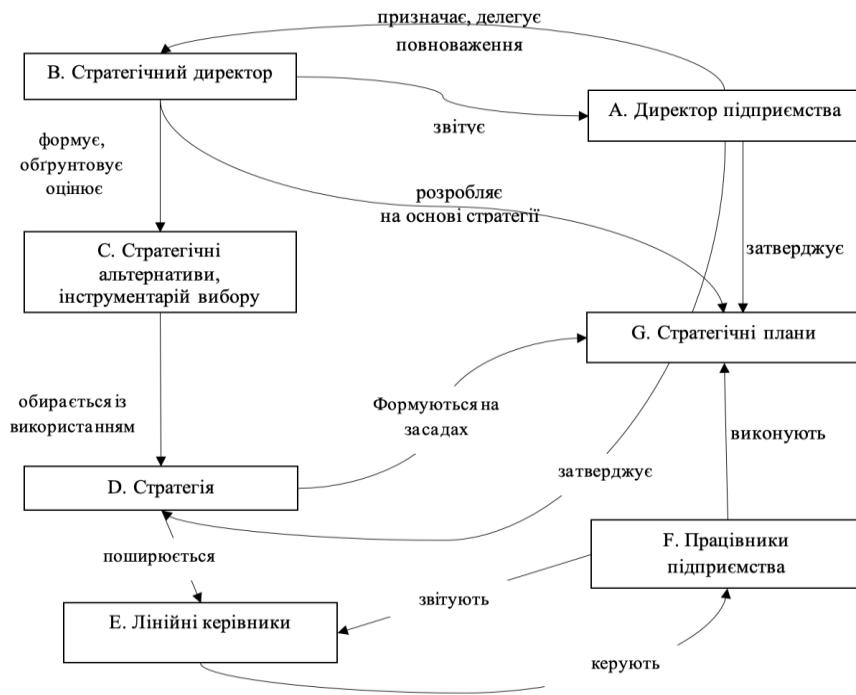 призначає, делегує
повноваження
В. Стратегічний директор
А. Директор підприємства
звітує
формує,
обґрунтовує
оцінює
розробляє
на основі стратегії
затверджує
С. Стратегічні
альтернативи,
інструментарій вибору
G. Стратегічні плани
обирається із
використанням
Формуються на
засадах
виконують
D. Стратегія
затверджує
F. Працівники
підприємства
поширюється
звітують
Е. Лінійні керівники
керують